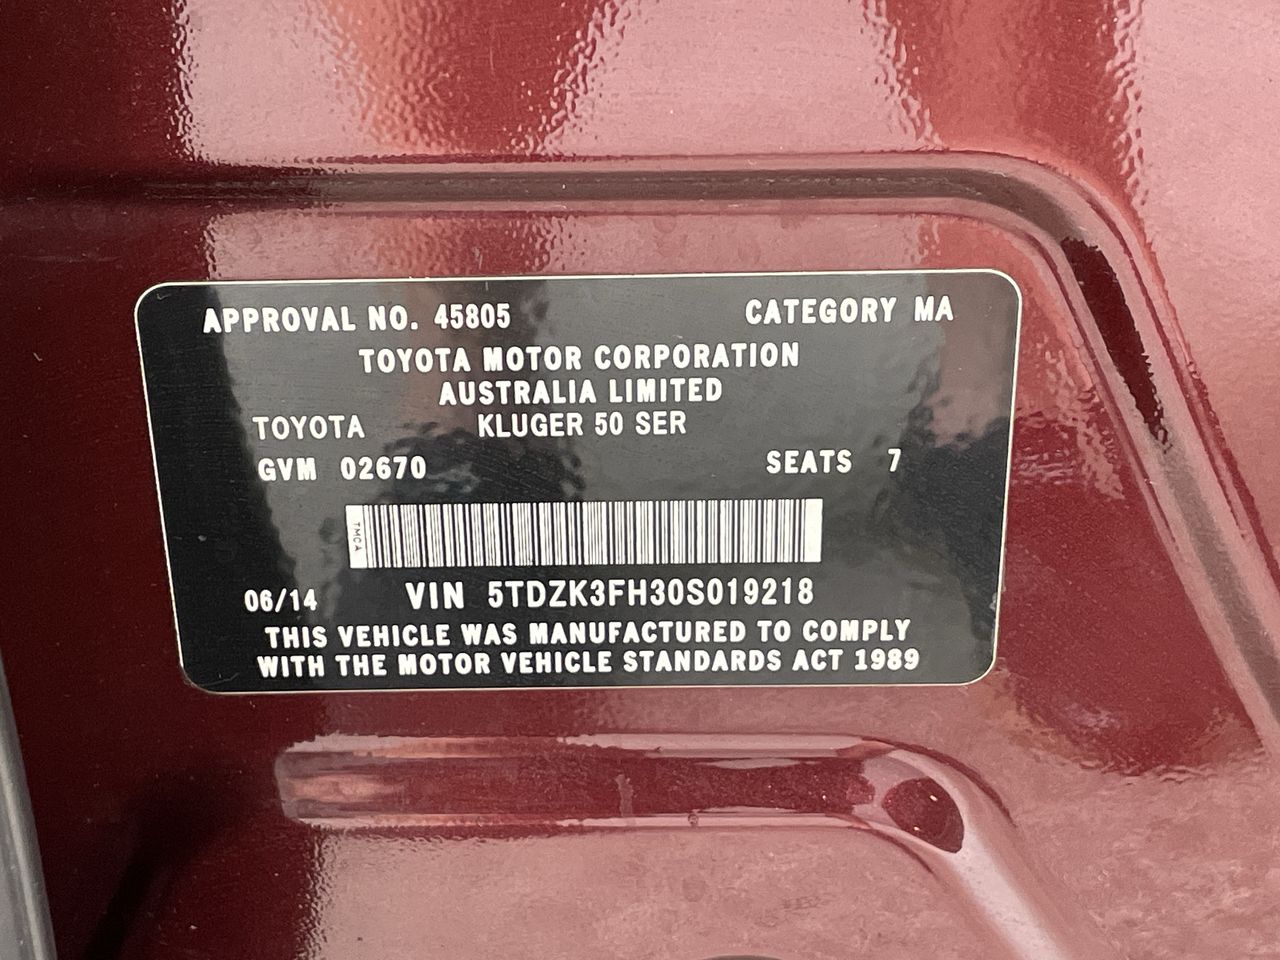 APPROVAL NO. 45805 CATEGORY MA
TOYOTA MOTOR CORPORATION
AUSTRALIA LIMITED
TOYOTA KLUGER 50 SER
GVM 02670 SEATS 7
TMCA
06/14 VIN 5TDZK3FH30S019218
THIS VEHICLE WAS MANUFACTURED TO COMPLY
WITH THE MOTOR VEHICLE STANDARDS ACT 1989